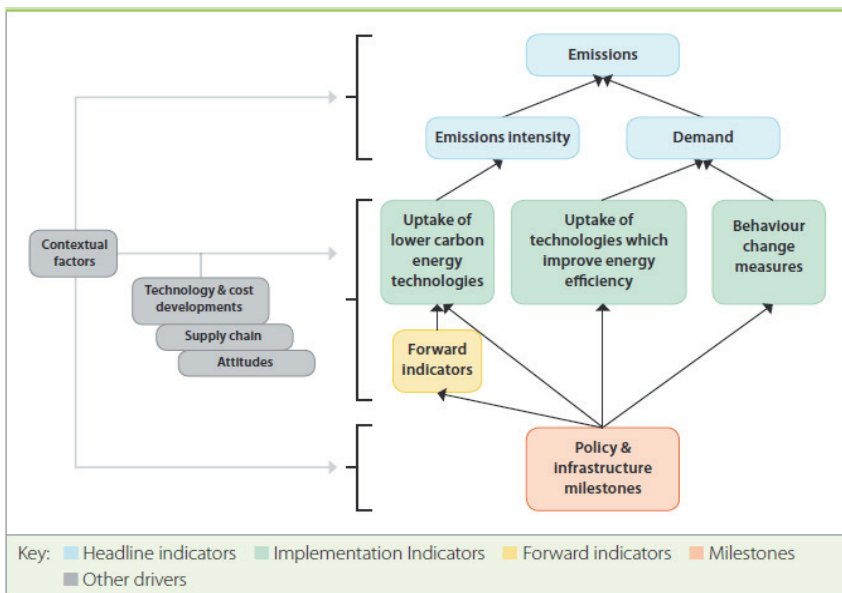 Emissions
Emissions intensity
Demand
Uptake of
lower carbon
energy
technologies
Uptake of
technologies which
improve energy
efficiency
Behaviour
change
measures
Contextual
factors
Technology & cost
developments
Supply chain
Attitudes
Forward
indicators
Policy &
infrastructure
milestones
Key: Headline indicators Implementation Indicators Forward indicators Milestones
Other drivers